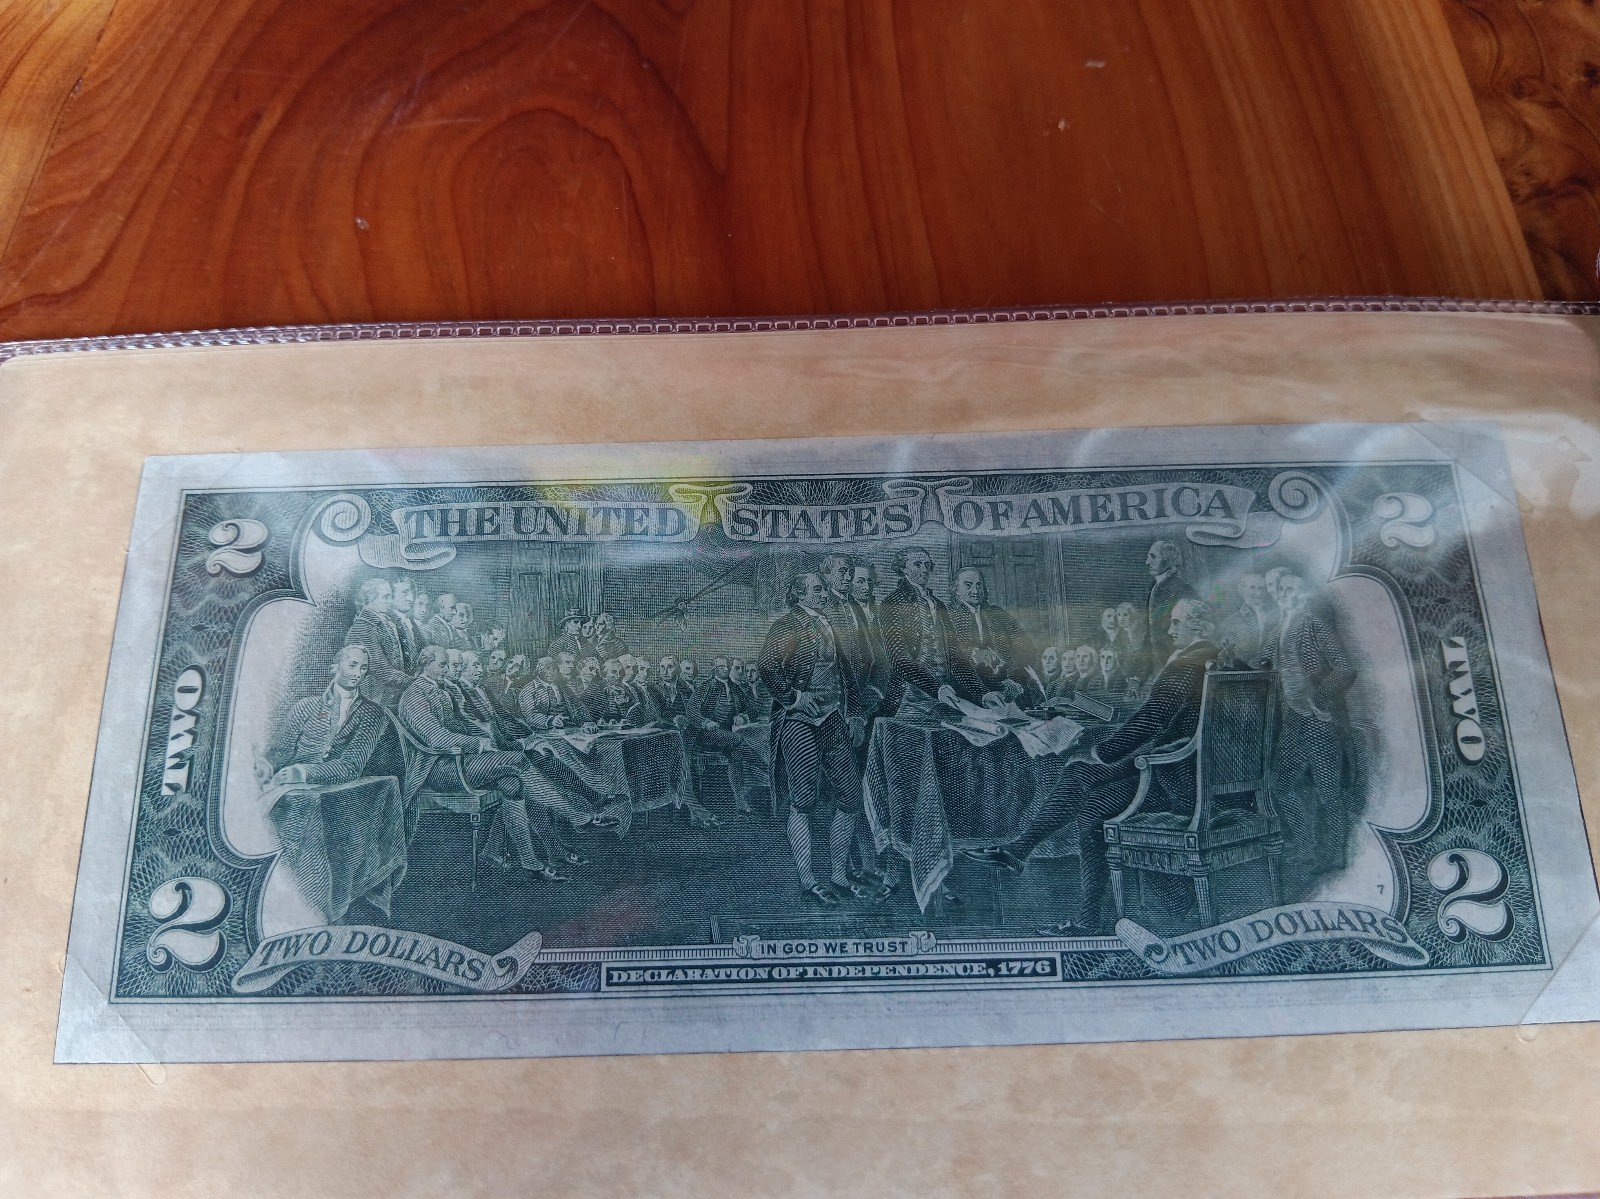 2 THE UNITED STATES OF AMERICA 2
TWO
TWO
7
2 TWO DOLLARS IN GOD WE TRUST TWO DOLLARS 2
DECLARATION OF INDEPENDENCE, 1776